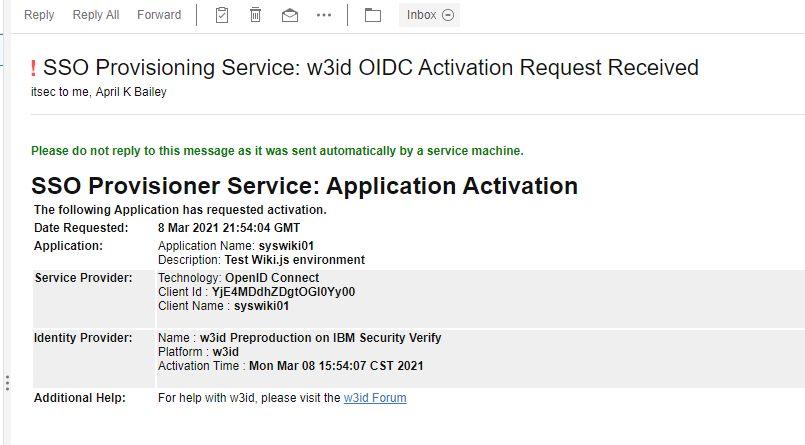 Reply Reply All Forward Inbox
! SSO Provisioning Service: w3id OIDC Activation Request Received
itsec to me, April K Bailey
Please do not reply to this message as it was sent automatically by a service machine.
SSO Provisioner Service: Application Activation
The following Application has requested activation.
Date Requested: 8 Mar 2021 21:54:04 GMT
Application: Application Name: syswiki01
Description: Test Wiki.js environment
Service Provider: Technology: OpenID Connect
Client Id : YjE4MDdhZDgtOGI0Yy00
Client Name : syswiki01
Identity Provider: Name : w3id Preproduction on IBM Security Verify
Platform : w3id
Activation Time : Mon Mar 08 15:54:07 CST 2021
Additional Help: For help with w3id, please visit the w3id Forum